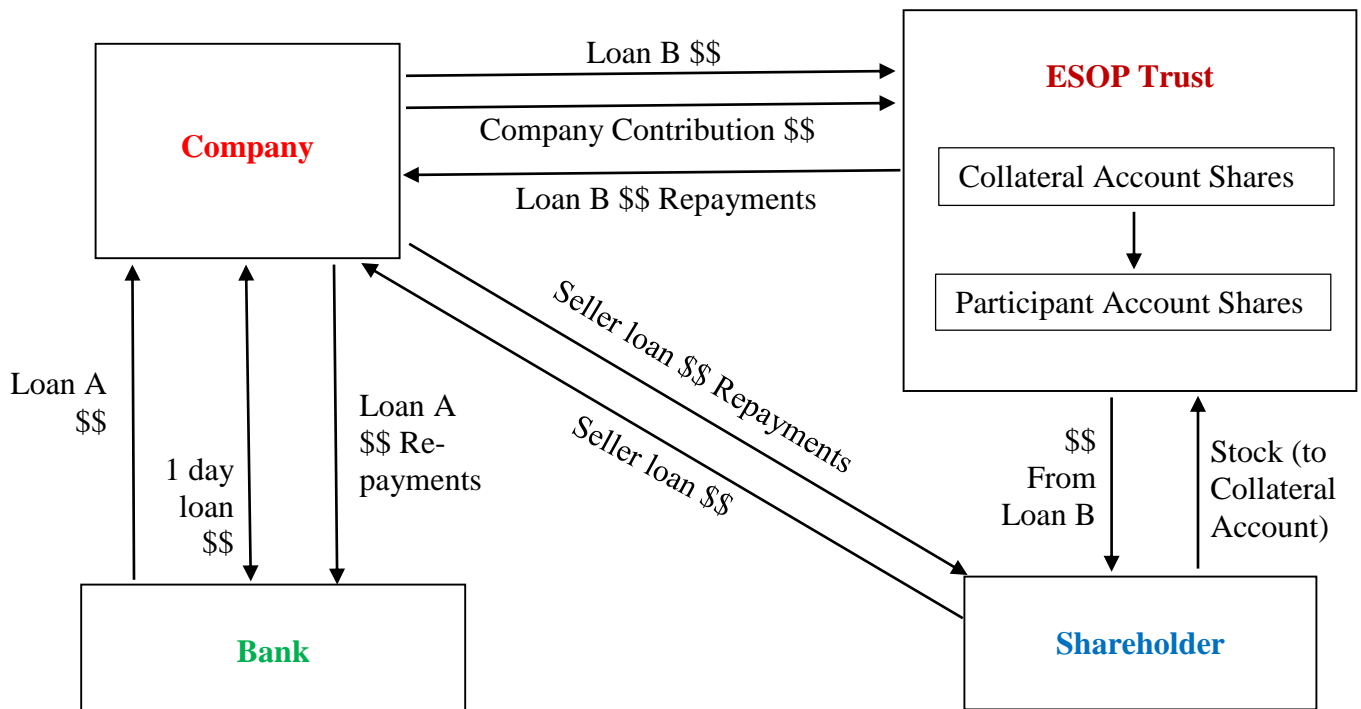 Loan B $$
ESOP Trust
Company
Company Contribution $$
Collateral Account Shares
Loan B $$ Repayments
Participant Account Shares
Seller loan $$ Repayments
Seller loan $$
Loan A
$$
1 day
loan
$$
Loan A
$$ Re-
payments
$$
From
Loan B
Stock (to
Collateral
Account)
Bank
Shareholder